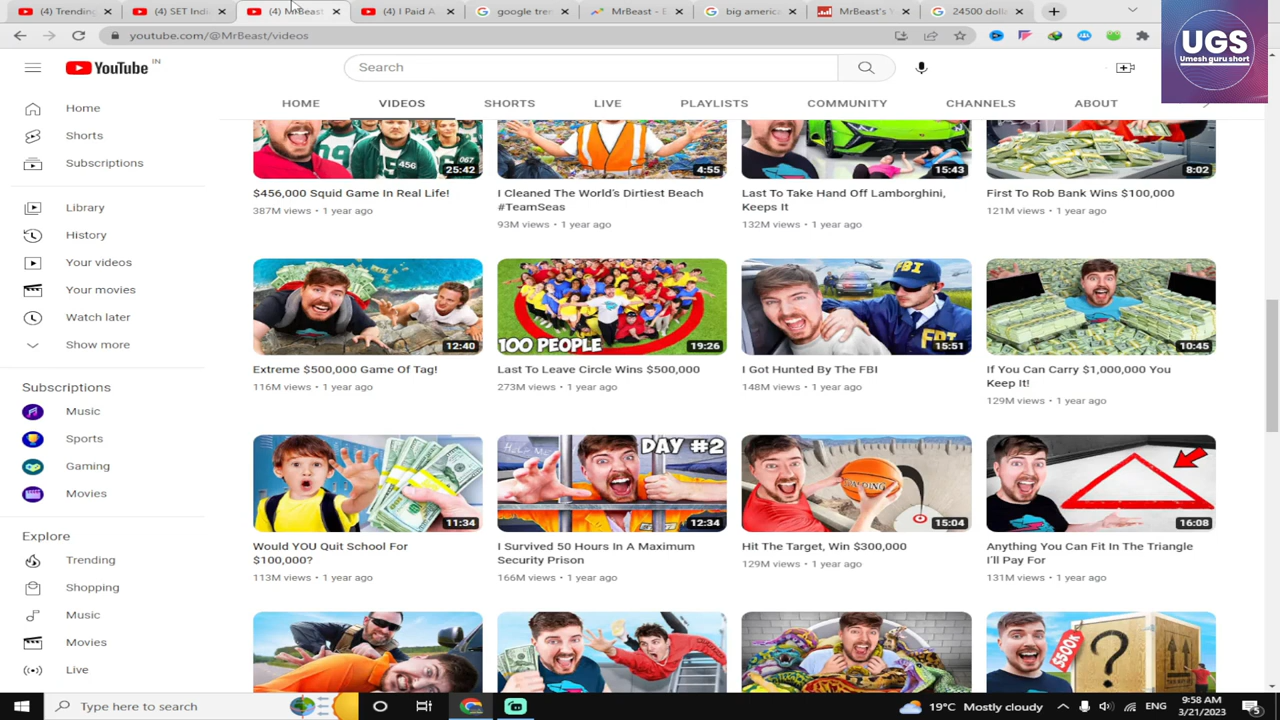 (4) Trending
(4) SET Indi
(4) MrBeast
(4) I Paid A
google tren
MrBeast - E
big america
MrBeast's Y
24500 dolla
youtube.com/@MrBeast/videos
UGS
Umesh guru short
YouTube IN
Search
HOME
VIDEOS
SHORTS
LIVE
PLAYLISTS
COMMUNITY
CHANNELS
ABOUT
Home
Shorts
Subscriptions
Library
History
Your videos
Your movies
Watch later
Show more
Subscriptions
Music
Sports
Gaming
Movies
Explore
Trending
Shopping
Music
Movies
Live
456
067
25:42
$456,000 Squid Game In Real Life!
387M views • 1 year ago
4:55
I Cleaned The World's Dirtiest Beach
#TeamSeas
93M views • 1 year ago
15:43
Last To Take Hand Off Lamborghini,
Keeps It
132M views • 1 year ago
8:02
First To Rob Bank Wins $100,000
121M views • 1 year ago
12:40
Extreme $500,000 Game Of Tag!
116M views • 1 year ago
100 PEOPLE
19:26
Last To Leave Circle Wins $500,000
273M views • 1 year ago
FBI
FBI
15:51
I Got Hunted By The FBI
148M views • 1 year ago
10:45
If You Can Carry $1,000,000 You
Keep It!
129M views • 1 year ago
11:34
Would YOU Quit School For
$100,000?
113M views • 1 year ago
DAY #2
12:34
I Survived 50 Hours In A Maximum
Security Prison
166M views • 1 year ago
15:04
Hit The Target, Win $300,000
129M views • 1 year ago
16:08
Anything You Can Fit In The Triangle
I'll Pay For
131M views • 1 year ago
$500K
?
Type here to search
19°C Mostly cloudy
ENG
9:58 AM
3/21/2023
5